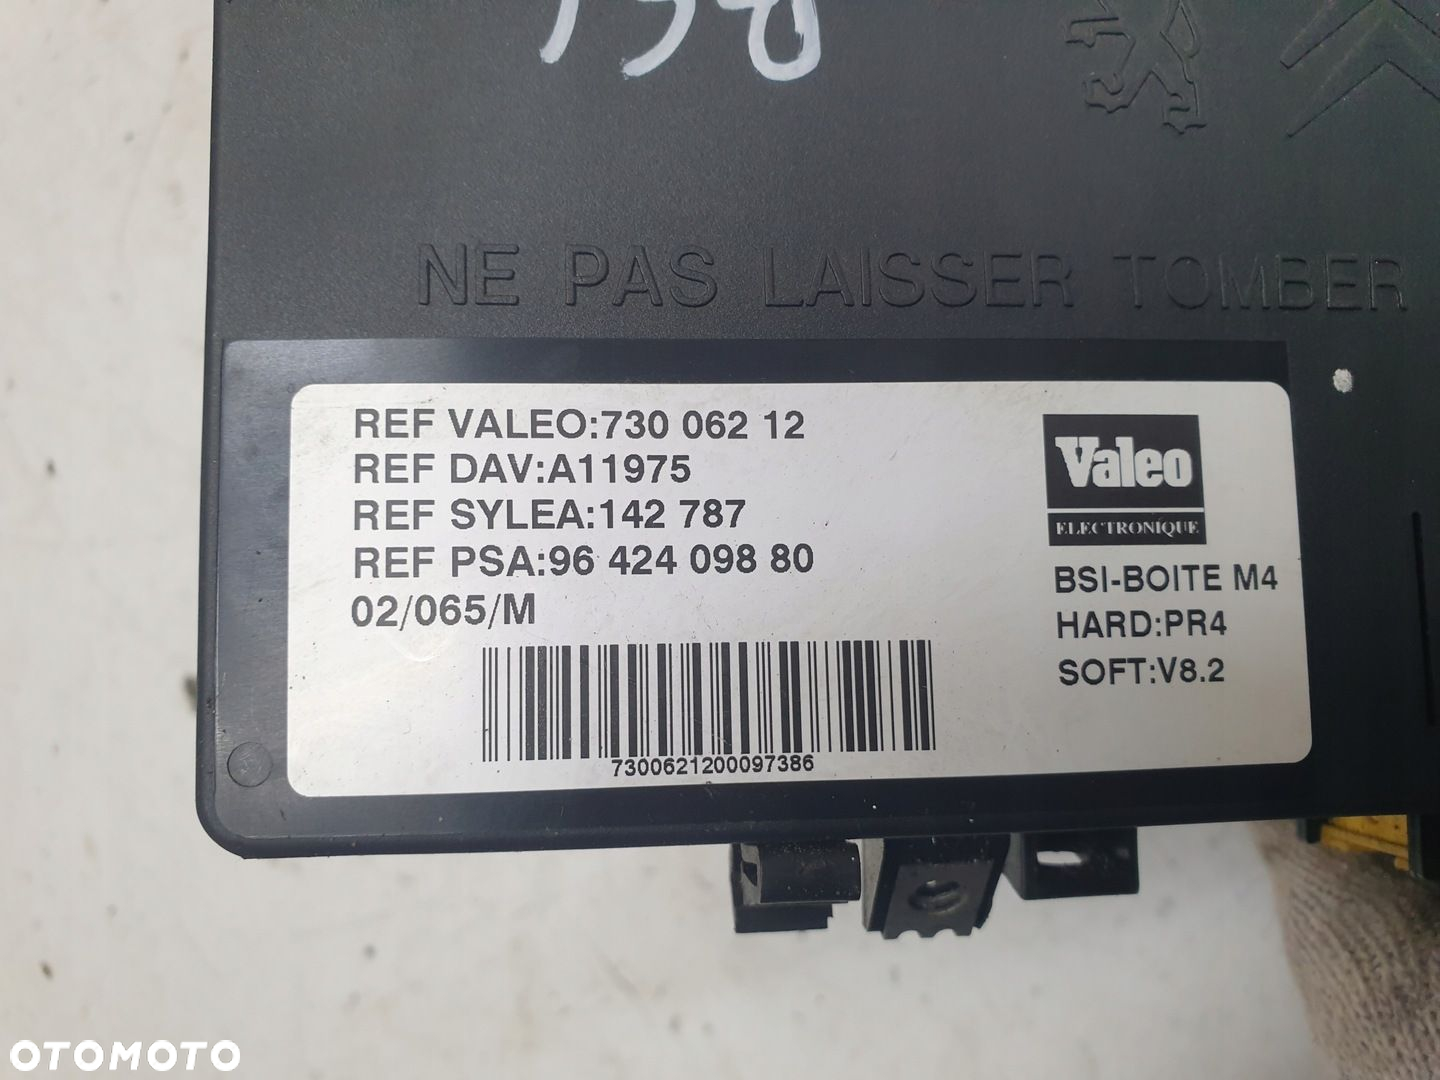 NE PAS LAISSER TOMBER
REF VALEO:730 062 12
REF DAV:A11975
REF SYLEA:142 787
REF PSA:96 424 098 80
02/065/M
7300621200097386
Valeo
ELECTRONIQUE
BSI-BOITE M4
HARD:PR4
SOFT:V8.2
OTOMOTO